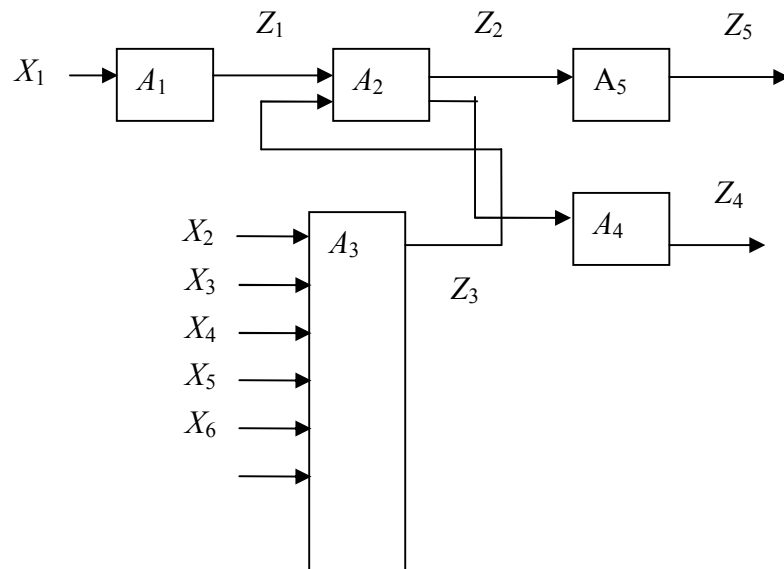 Z₁ Z₂ Z₅
X₁ A₁ A₂ A₅
Z₄
X₂ A₃ A₄
X₃ Z₃
X₄
X₅
X₆